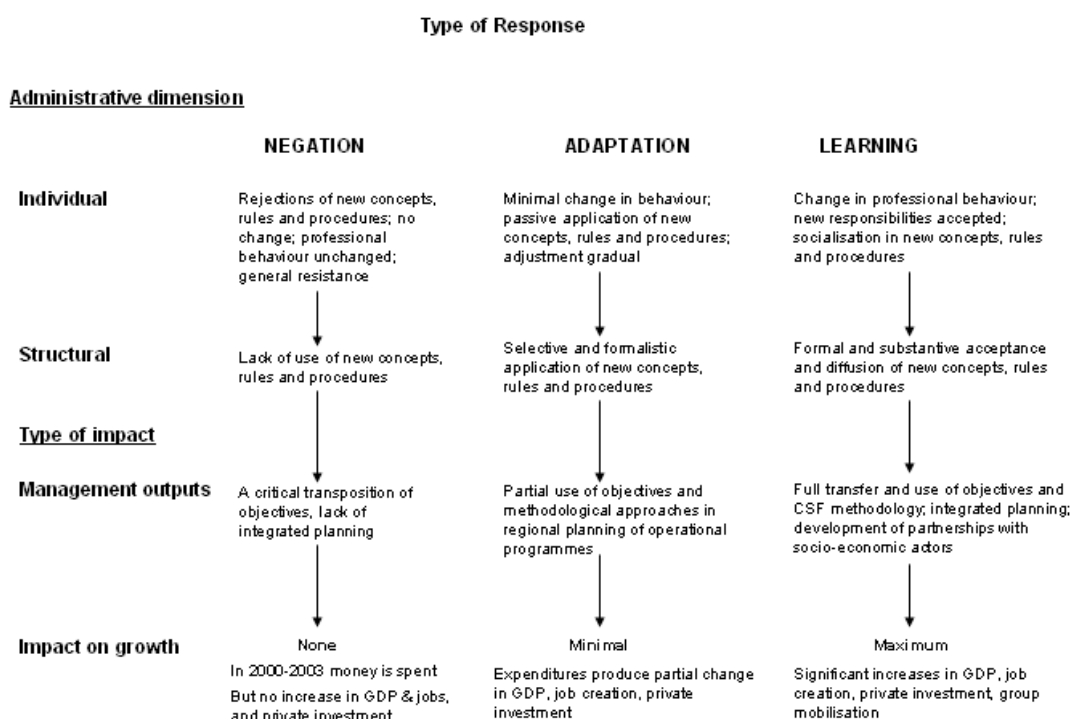 Type of Response
Administrative dimension
NEGATION
ADAPTATION
LEARNING
Individual
Rejections of new concepts,
rules and procedures; no
change; professional
behaviour unchanged;
general resistance
Minimal change in behaviour;
passive application of new
concepts, rules and procedures;
adjustment gradual
Change in professional behaviour;
new responsibilities accepted;
socialisation in new concepts, rules
and procedures
Structural
Lack of use of new concepts,
rules and procedures
Selective and formalistic
application of new concepts,
rules and procedures
Formal and substantive acceptance
and diffusion of new concepts, rules
and procedures
Type of impact
Management outputs
A critical transposition of
objectives, lack of
integrated planning
Partial use of objectives and
methodological approaches in
regional planning of operational
programmes
Full transfer and use of objectives and
CSF methodology; integrated planning;
development of partnerships with
socio-economic actors
Impact on growth
None
In 2000-2003 money is spent
But no increase in GDP & jobs,
and private investment
Minimal
Expenditures produce partial change
in GDP, job creation, private
investment
Maximum
Significant increases in GDP, job
creation, private investment, group
mobilisation